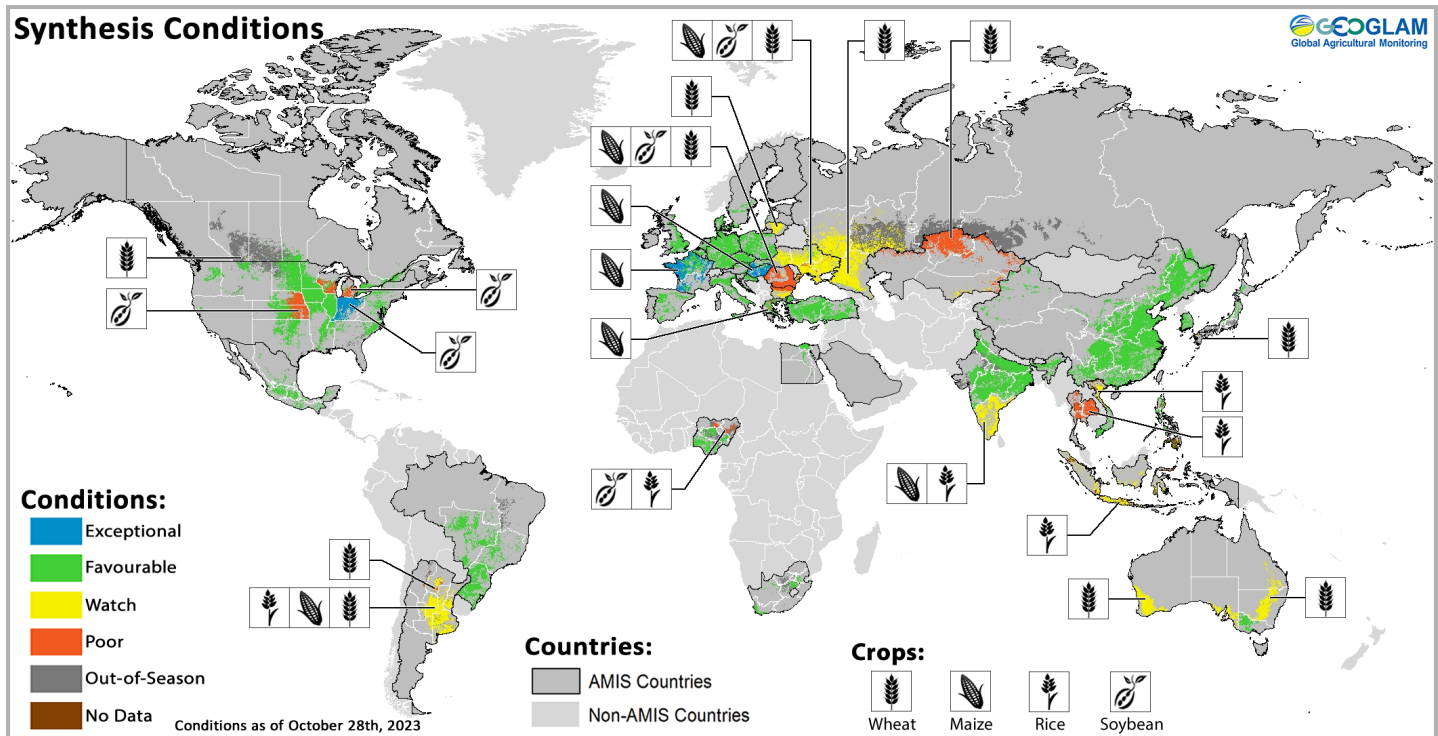 Synthesis Conditions
GEOGLAM
Global Agricultural Monitoring
Conditions:
Exceptional
Favourable
Watch
Poor
Out-of-Season
No Data
Conditions as of October 28th, 2023
Countries:
AMIS Countries
Non-AMIS Countries
Crops:
Wheat
Maize
Rice
Soybean